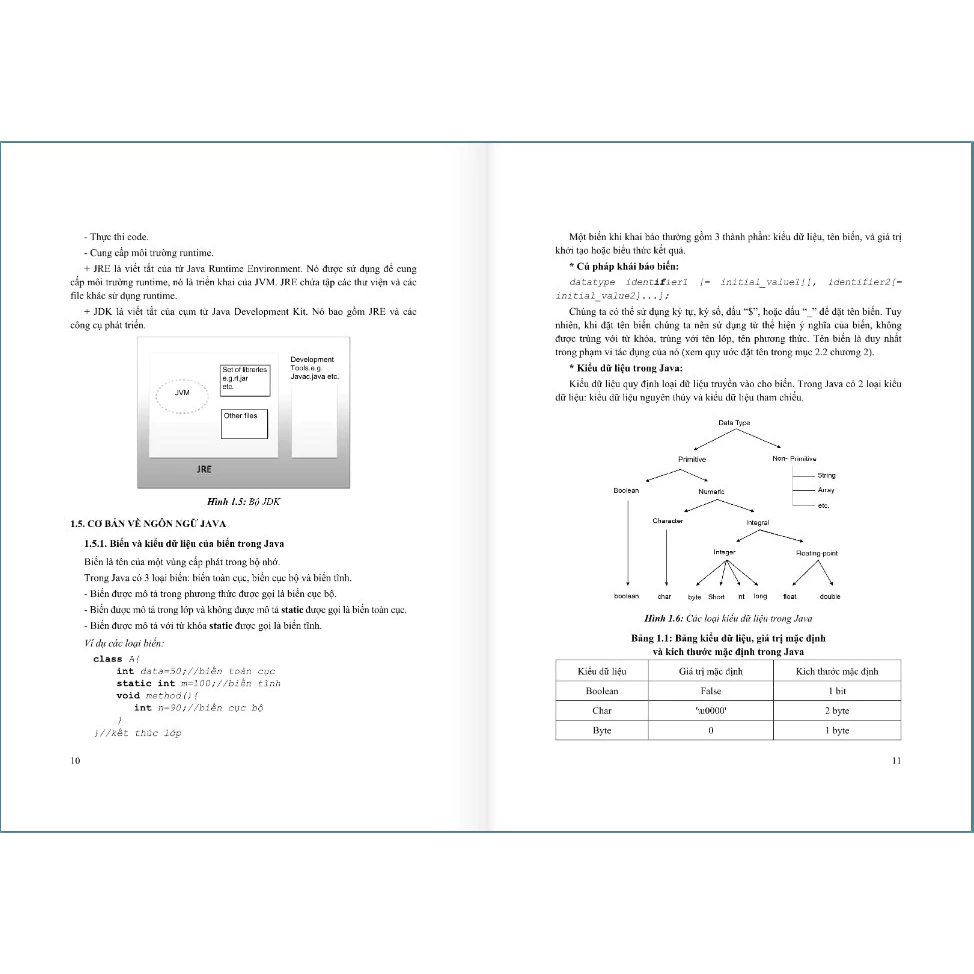 - Thực thi code.
- Cung cấp môi trường runtime.
+ JRE là viết tắt của từ Java Runtime Environment. Nó được sử dụng để cung
cấp môi trường runtime, nó là triển khai của JVM. JRE chứa tập các thư viện và các
file khác sử dụng runtime.
+ JDK là viết tắt của cụm từ Java Development Kit. Nó bao gồm JRE và các
công cụ phát triển.
JVM
Set of libraries
e.g.rt.jar
etc.
Other files
Development
Tools.e.g.
Javac,java etc.
JRE
Hình 1.5: Bộ JDK
1.5. CƠ BẢN VỀ NGÔN NGỮ JAVA
1.5.1. Biến và kiểu dữ liệu của biến trong Java
Biến là tên của một vùng cấp phát trong bộ nhớ.
Trong Java có 3 loại biến: biến toàn cục, biến cục bộ và biến tĩnh.
- Biến được mô tả trong phương thức được gọi là biến cục bộ.
- Biến được mô tả trong lớp và không được mô tả static được gọi là biến toàn cục.
- Biến được mô tả với từ khóa static được gọi là biến tĩnh.
Ví dụ các loại biến:
class A{
int data=50;//biến toàn cục
static int m=100;//biến tĩnh
void method(){
int n=90;//biến cục bộ
}
}//kết thúc lớp
10
Một biến khi khai báo thường gồm 3 thành phần: kiểu dữ liệu, tên biến, và giá trị
khởi tạo hoặc biểu thức kết quả.
* Cú pháp khái báo biến:
datatype identifier1 [= initial_value1][, identifier2[=
initial_value2]...];
Chúng ta có thể sử dụng ký tự, ký số, dấu “$”, hoặc dấu “_” để đặt tên biến. Tuy
nhiên, khi đặt tên biến chúng ta nên sử dụng từ thể hiện ý nghĩa của biến, không
được trùng với từ khóa, trùng với tên lớp, tên phương thức. Tên biến là duy nhất
trong phạm vi tác dụng của nó (xem quy ước đặt tên trong mục 2.2 chương 2).
* Kiểu dữ liệu trong Java:
Kiểu dữ liệu quy định loại dữ liệu truyền vào cho biến. Trong Java có 2 loại kiểu
dữ liệu: kiểu dữ liệu nguyên thủy và kiểu dữ liệu tham chiếu.
Data Type
Primitive
Non- Primitive
String
Array
etc.
Boolean
Numaric
Character
Integral
Integer
Floating-point
boolean char byte Short nt long float double
Hình 1.6: Các loại kiểu dữ liệu trong Java
Bảng 1.1: Bảng kiểu dữ liệu, giá trị mặc định
và kích thước mặc định trong Java
Kiểu dữ liệu Giá trị mặc định Kích thước mặc định
Boolean False 1 bit
Char '\u0000' 2 byte
Byte 0 1 byte
11